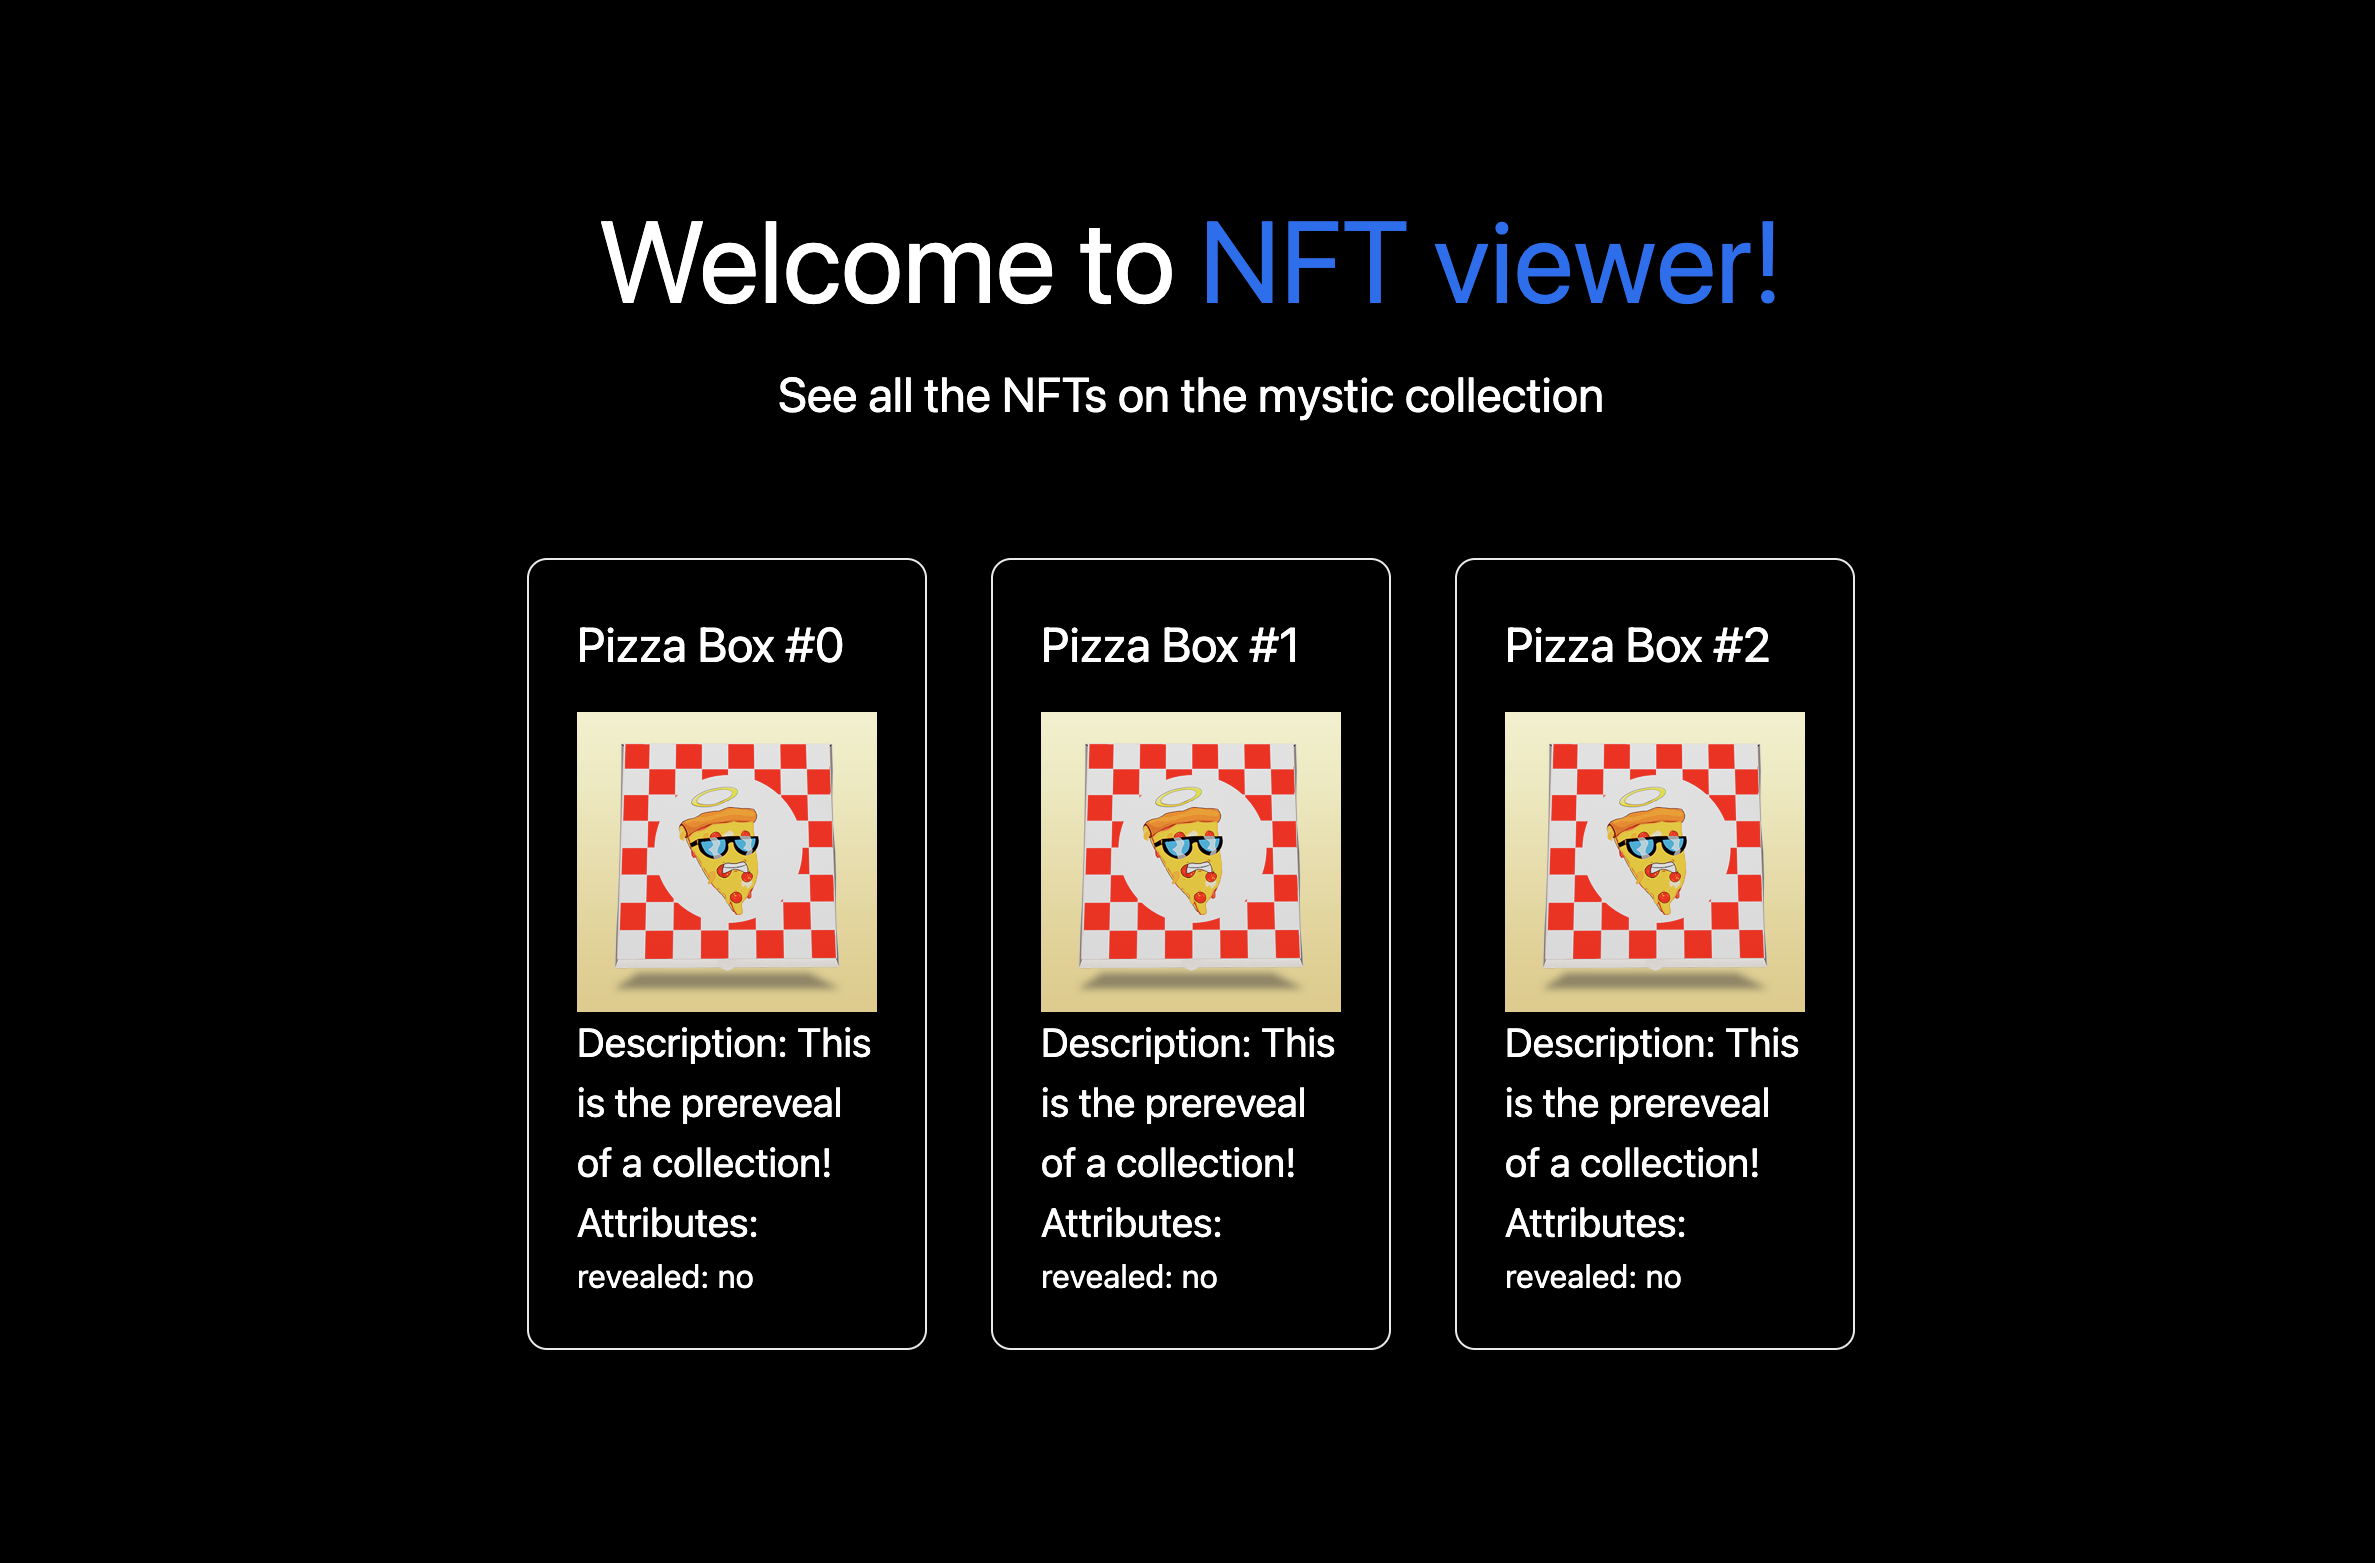 Welcome to NFT viewer!
See all the NFTs on the mystic collection
Pizza Box #0
Description: This
is the prereveal
of a collection!
Attributes:
revealed: no
Pizza Box #1
Description: This
is the prereveal
of a collection!
Attributes:
revealed: no
Pizza Box #2
Description: This
is the prereveal
of a collection!
Attributes:
revealed: no